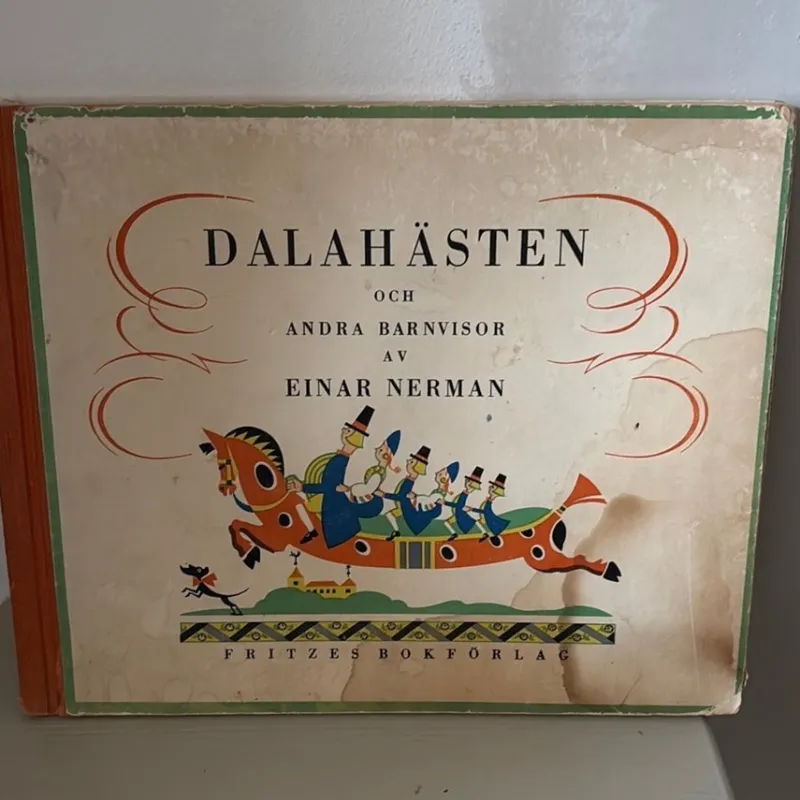 DALAHÄSTEN
OCH
ANDRA BARNVISOR
AV
EINAR NERMAN
FRITZES BOKFÖRLAG